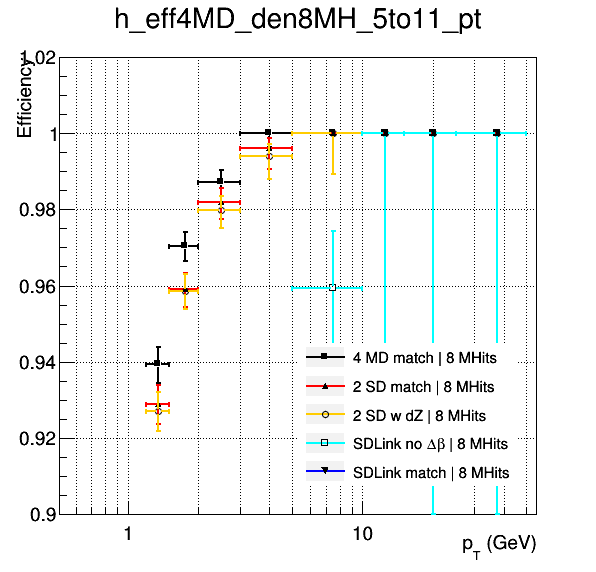 h_eff4MD_den8MH_5to11_pt
Efficiency
1.02
1
0.98
0.96
0.94
0.92
0.9
4 MD match | 8 MHits
2 SD match | 8 MHits
2 SD w dZ | 8 MHits
SDLink no Δβ | 8 MHits
SDLink match | 8 MHits
1
10
p_T (GeV)